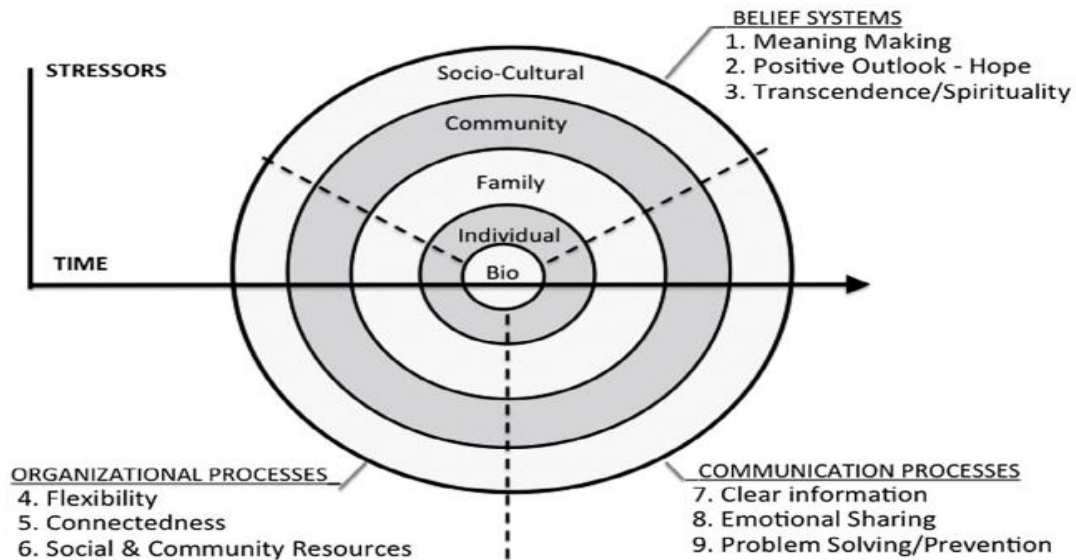 BELIEF SYSTEMS
1. Meaning Making
2. Positive Outlook - Hope
3. Transcendence/Spirituality
STRESSORS
TIME
Socio-Cultural
Community
Family
Individual
Bio
ORGANIZATIONAL PROCESSES
4. Flexibility
5. Connectedness
6. Social & Community Resources
COMMUNICATION PROCESSES
7. Clear information
8. Emotional Sharing
9. Problem Solving/Prevention